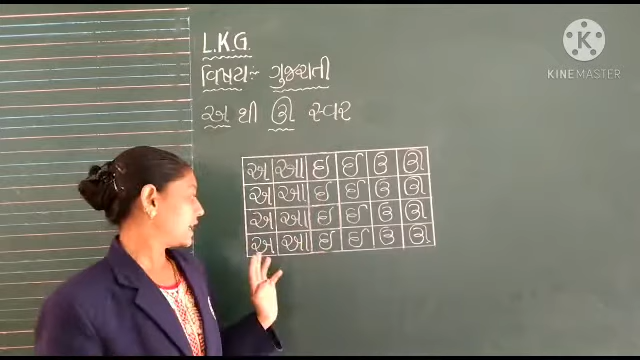 L.K.G.
વિષય :- ગુજરાતી
અ થી ઊ સ્વર
અ આ ઇ ઈ ઉ ઊ
અ આ ઇ ઈ ઉ ઊ
અ આ ઇ ઈ ઉ ઊ
અ આ ઇ ઈ ઉ ઊ
K
KINEMASTER